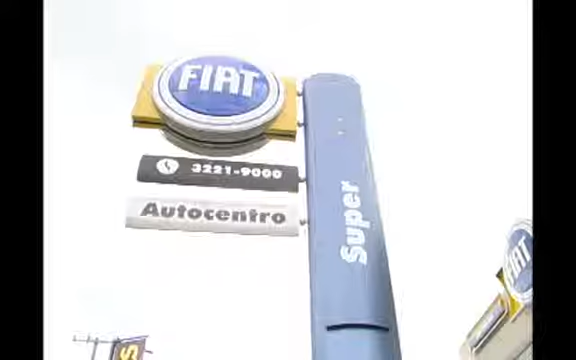 FIAT
3221-9000
Autocentro
Super
FIAT
S